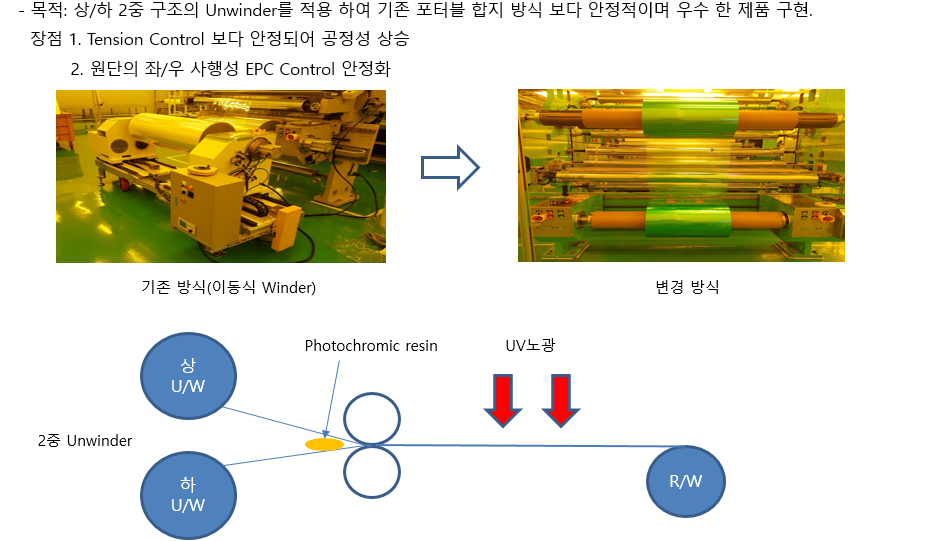 - 목적: 상/하 2중 구조의 Unwinder를 적용 하여 기존 포터블 합지 방식 보다 안정적이며 우수 한 제품 구현.
장점 1. Tension Control 보다 안정되어 공정성 상승
2. 원단의 좌/우 사행성 EPC Control 안정화
기존 방식(이동식 Winder)
변경 방식
Photochromic resin
UV노광
상
U/W
2중 Unwinder
하
U/W
R/W